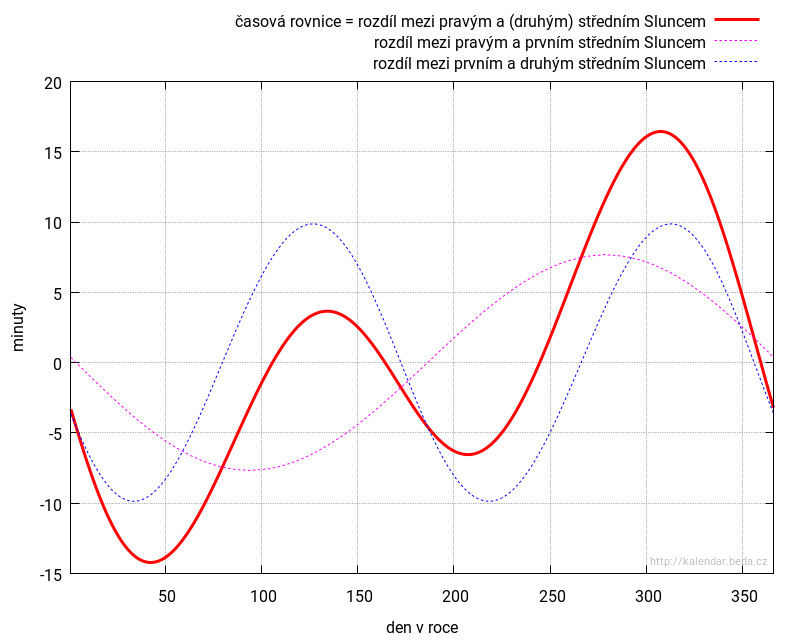 časová rovnice = rozdíl mezi pravým a (druhým) středním Sluncem
rozdíl mezi pravým a prvním středním Sluncem
rozdíl mezi prvním a druhým středním Sluncem
20
15
10
5
0
-5
-10
-15
minuty
http://kalendar.beda.cz
50 100 150 200 250 300 350
den v roce